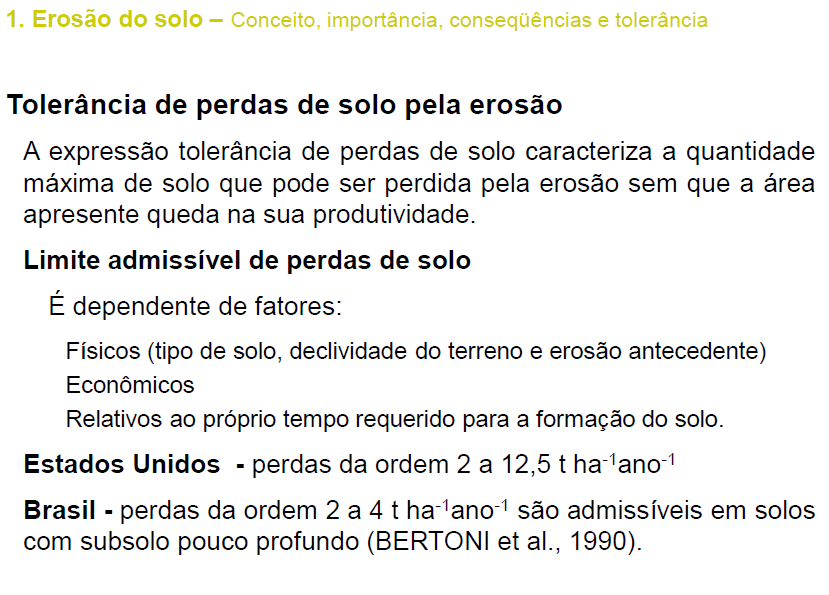 1. Erosão do solo – Conceito, importância, conseqüências e tolerância
Tolerância de perdas de solo pela erosão
A expressão tolerância de perdas de solo caracteriza a quantidade
máxima de solo que pode ser perdida pela erosão sem que a área
apresente queda na sua produtividade.
Limite admissível de perdas de solo
É dependente de fatores:
Físicos (tipo de solo, declividade do terreno e erosão antecedente)
Econômicos
Relativos ao próprio tempo requerido para a formação do solo.
Estados Unidos - perdas da ordem 2 a 12,5 t ha⁻¹ano⁻¹
Brasil - perdas da ordem 2 a 4 t ha⁻¹ano⁻¹ são admissíveis em solos
com subsolo pouco profundo (BERTONI et al., 1990).